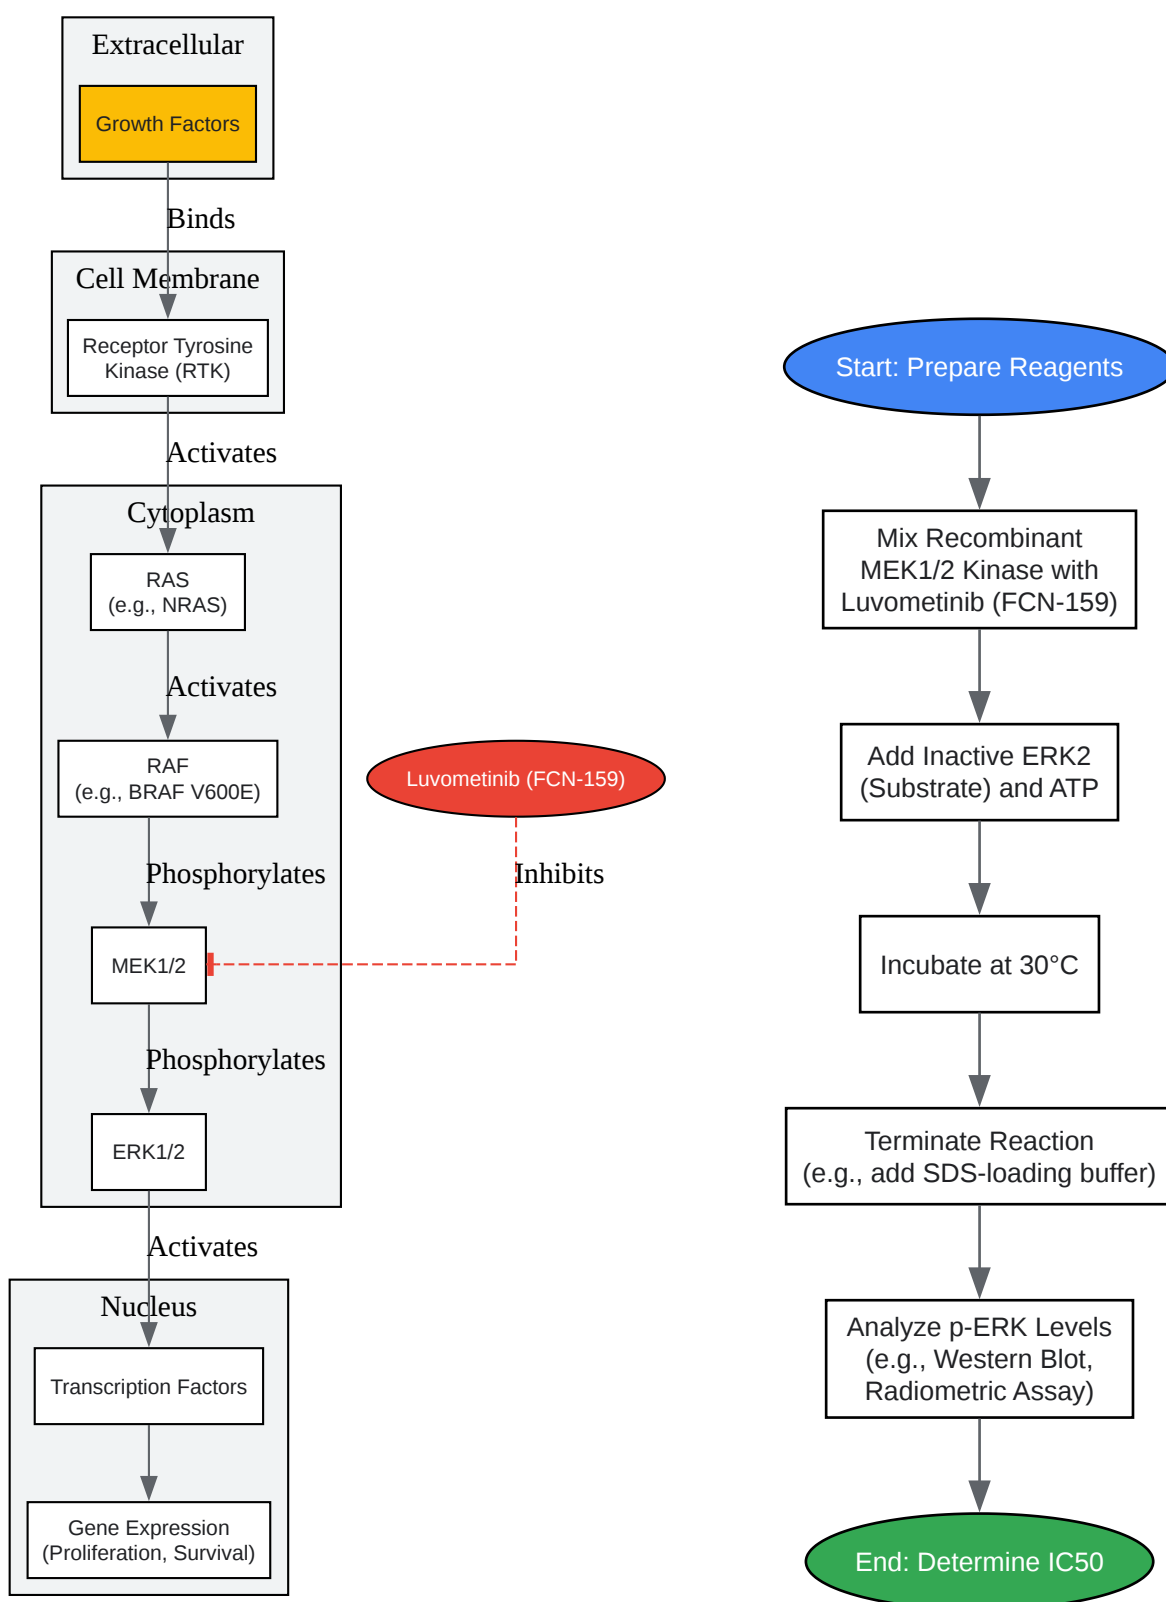 Extracellular
Growth Factors
Binds
Cell Membrane
Receptor Tyrosine
Kinase (RTK)
Activates
Cytoplasm
RAS
(e.g., NRAS)
Activates
RAF
(e.g., BRAF V600E)
Luvometinib (FCN-159)
Phosphorylates
Inhibits
MEK1/2
Phosphorylates
ERK1/2
Activates
Nucleus
Transcription Factors
Gene Expression
(Proliferation, Survival)
Start: Prepare Reagents
Mix Recombinant
MEK1/2 Kinase with
Luvometinib (FCN-159)
Add Inactive ERK2
(Substrate) and ATP
Incubate at 30°C
Terminate Reaction
(e.g., add SDS-loading buffer)
Analyze p-ERK Levels
(e.g., Western Blot,
Radiometric Assay)
End: Determine IC50